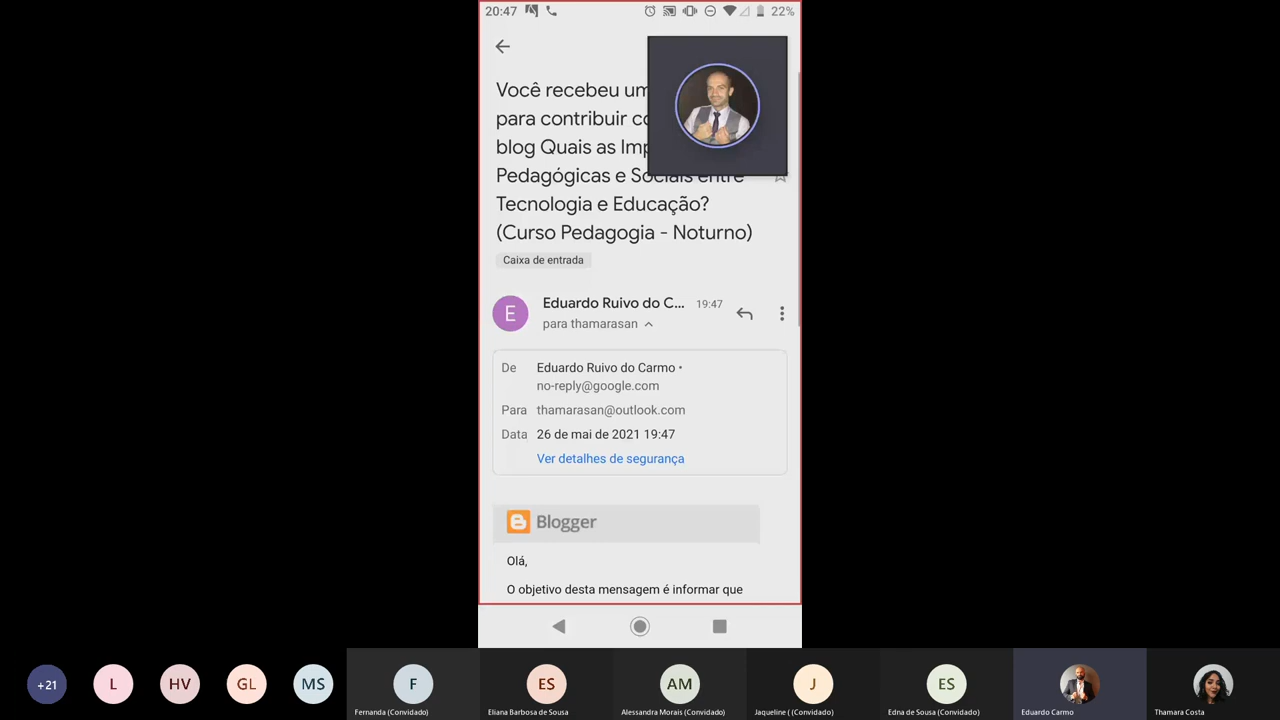 20:47
22%
Você recebeu um
para contribuir co
blog Quais as Imp
Pedagógicas e Sociais entre
Tecnologia e Educação?
(Curso Pedagogia - Noturno)
Caixa de entrada
E
Eduardo Ruivo do C...
19:47
para thamarasan
De
Eduardo Ruivo do Carmo •
no-reply@google.com
Para
thamarasan@outlook.com
Data
26 de mai de 2021 19:47
Ver detalhes de segurança
Blogger
Olá,
O objetivo desta mensagem é informar que
+21
L
HV
GL
MS
F
ES
AM
J
ES
Fernanda (Convidado)
Eliana Barbosa de Sousa
Alessandra Morais (Convidado)
Jaqueline ( (Convidado)
Edna de Sousa (Convidado)
Eduardo Carmo
Thamara Costa